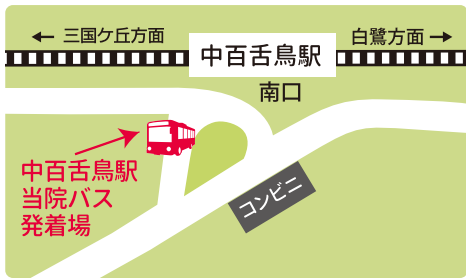 ← 三国ケ丘方面
中百舌鳥駅
白鷺方面 →
南口
中百舌鳥駅
当院バス
発着場
コンビニ